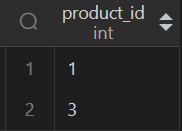 product_id
int
1 1
2 3